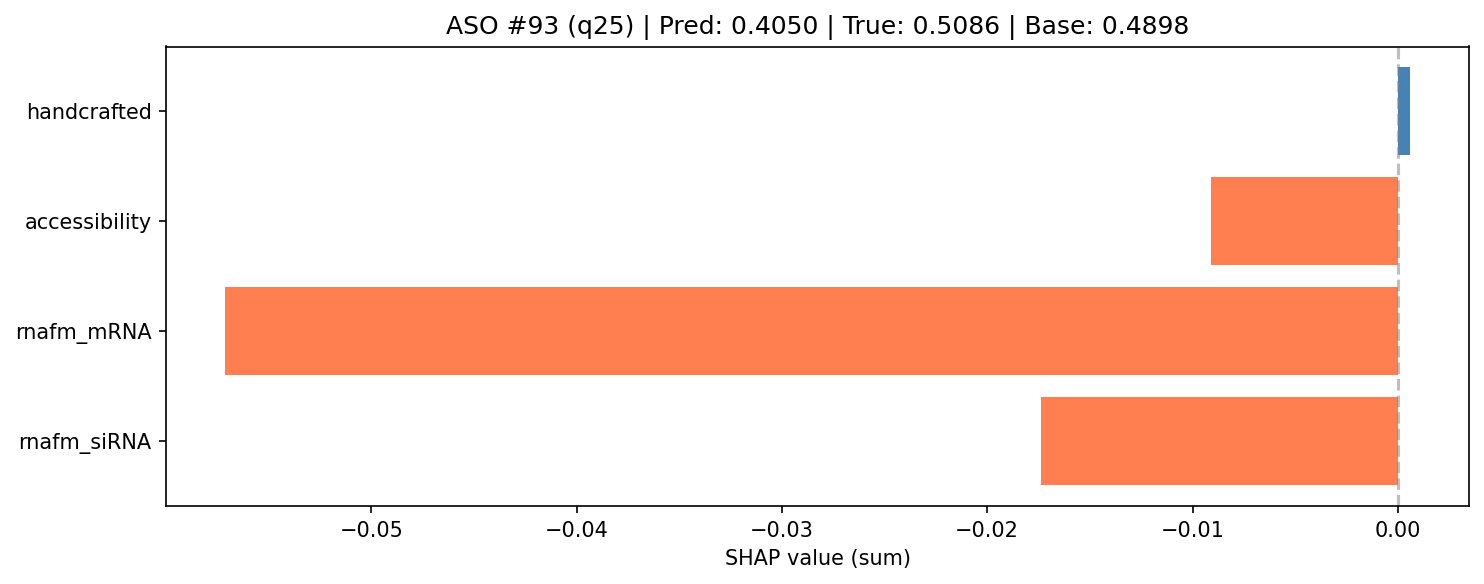 ASO #93 (q25) | Pred: 0.4050 | True: 0.5086 | Base: 0.4898
handcrafted
accessibility
rnafm_mRNA
rnafm_siRNA
−0.05 −0.04 −0.03 −0.02 −0.01 0.00
SHAP value (sum)